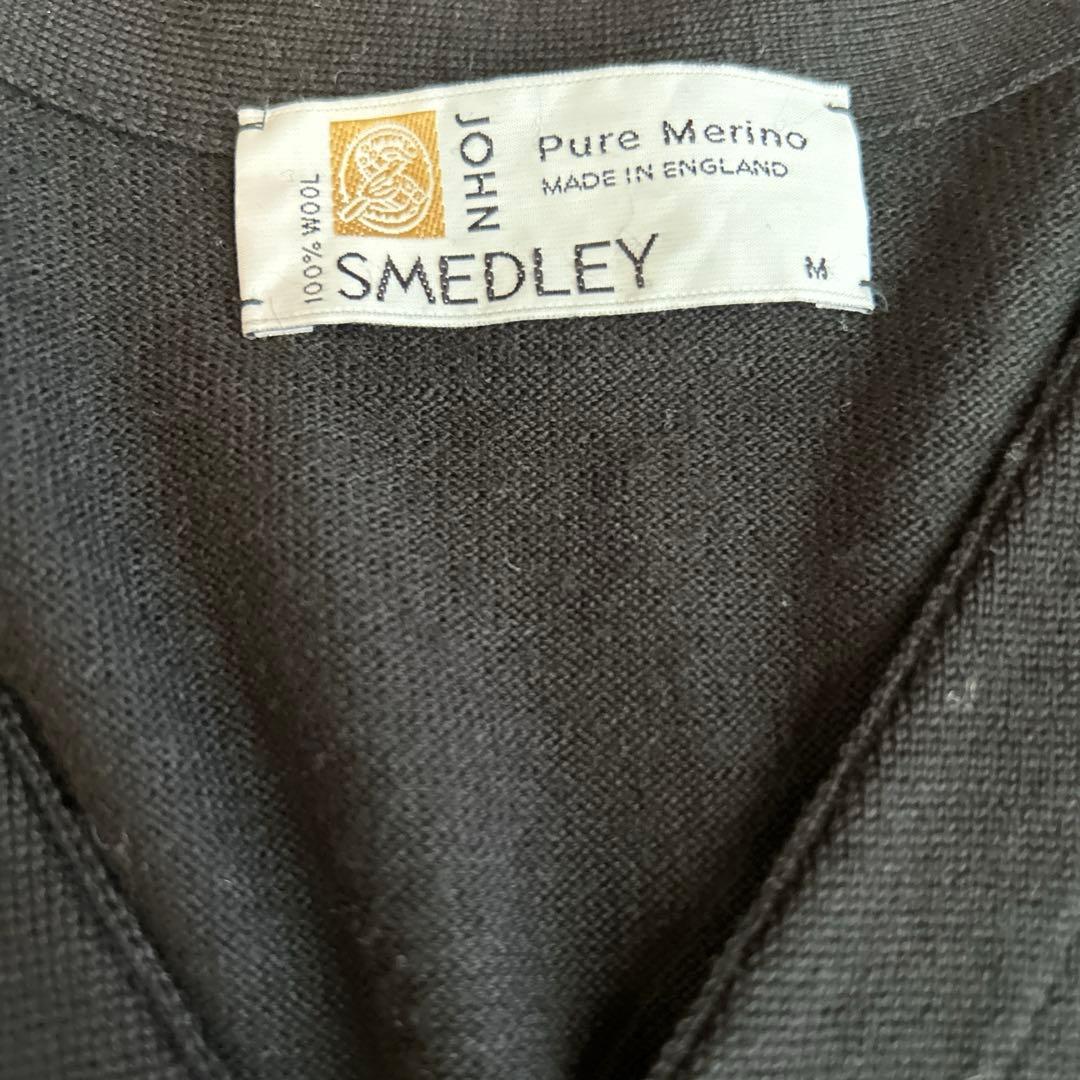 100% WOOL
JOHN
SMEDLEY
Pure Merino
MADE IN ENGLAND
M